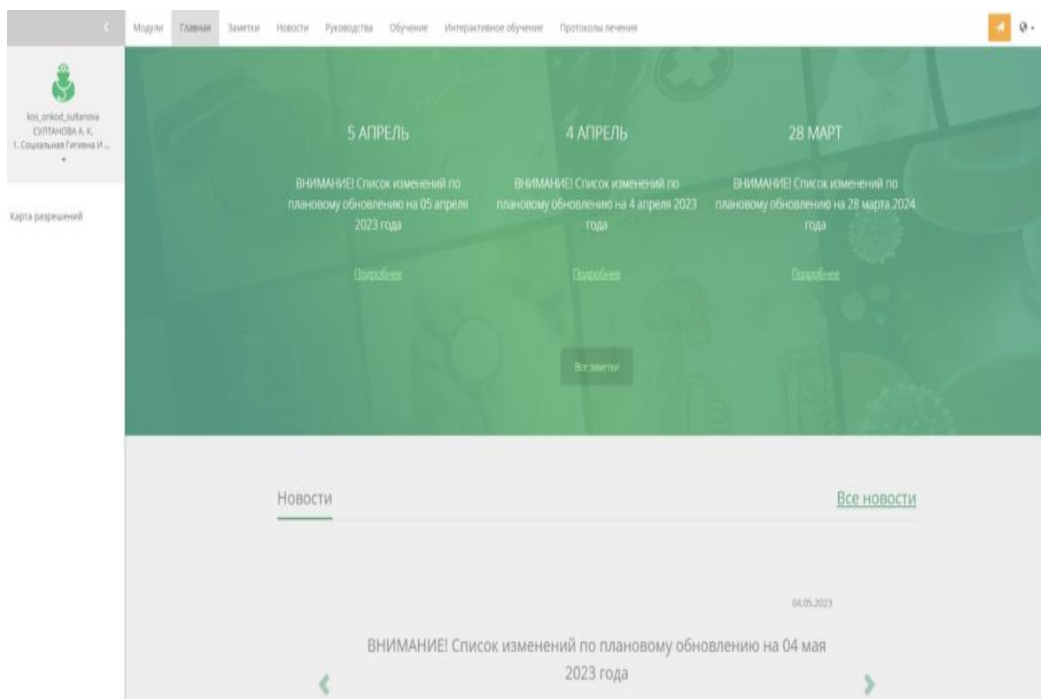 Модули Главная Заметки Новости Руководства Обучение Интерактивное обучение Протоколы лечения
kos_onkod_sultanova
СУЛТАНОВА А. К.
1. Социальная Гигиена И ...
Карта разрешений
5 АПРЕЛЬ
ВНИМАНИЕ! Список изменений по
плановому обновлению на 05 апреля
2023 года
Подробнее
4 АПРЕЛЬ
ВНИМАНИЕ! Список изменений по
плановому обновлению на 4 апреля 2023
года
Подробнее
28 МАРТ
ВНИМАНИЕ! Список изменений по
плановому обновлению на 28 марта 2024
года
Подробнее
Все заметки
Новости
Все новости
04.05.2023
ВНИМАНИЕ! Список изменений по плановому обновлению на 04 мая
2023 года